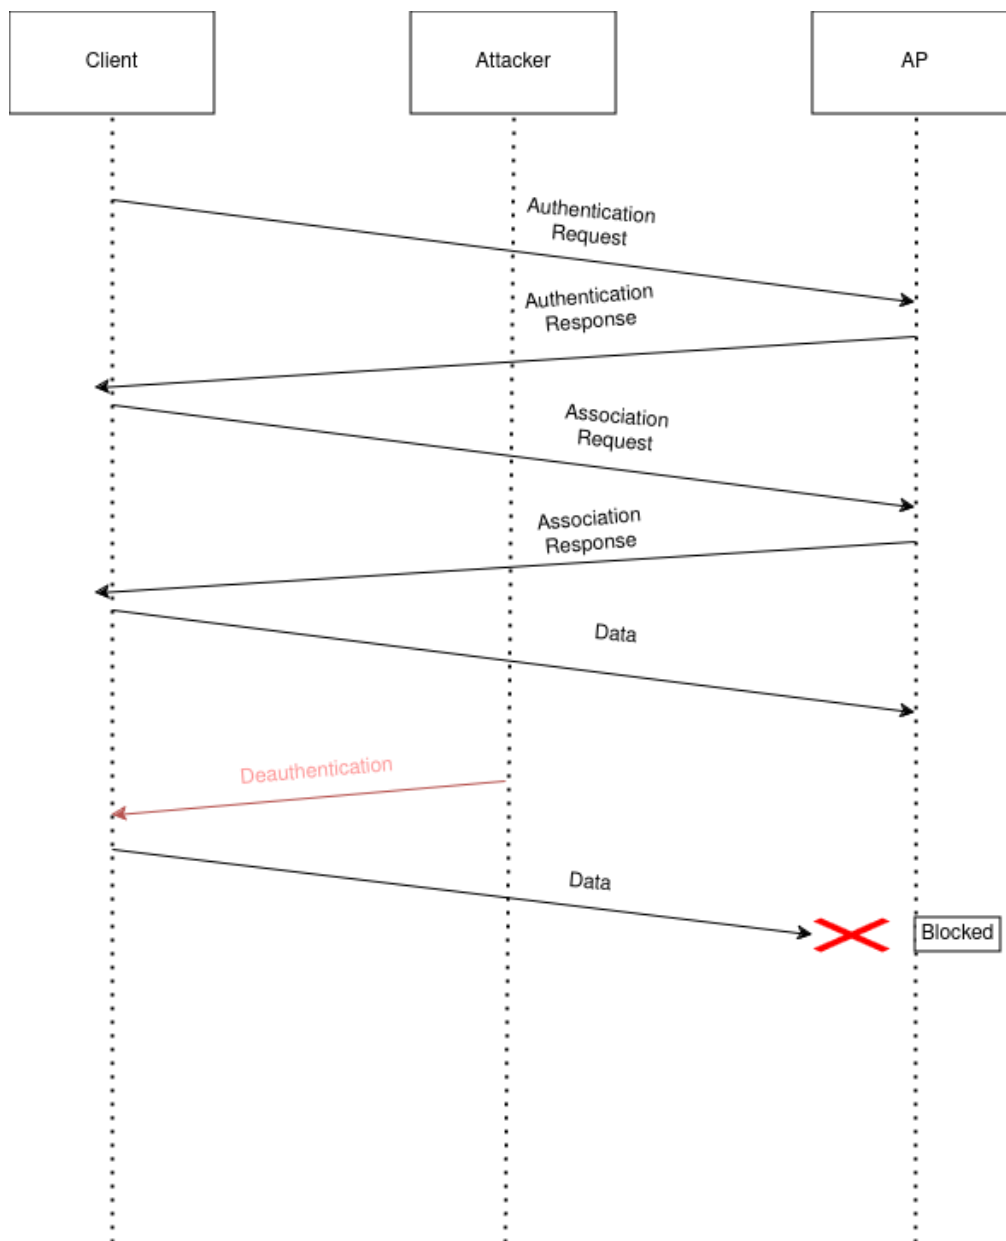 Client
Attacker
AP
Authentication
Request
Authentication
Response
Association
Request
Association
Response
Data
Deauthentication
Data
Blocked